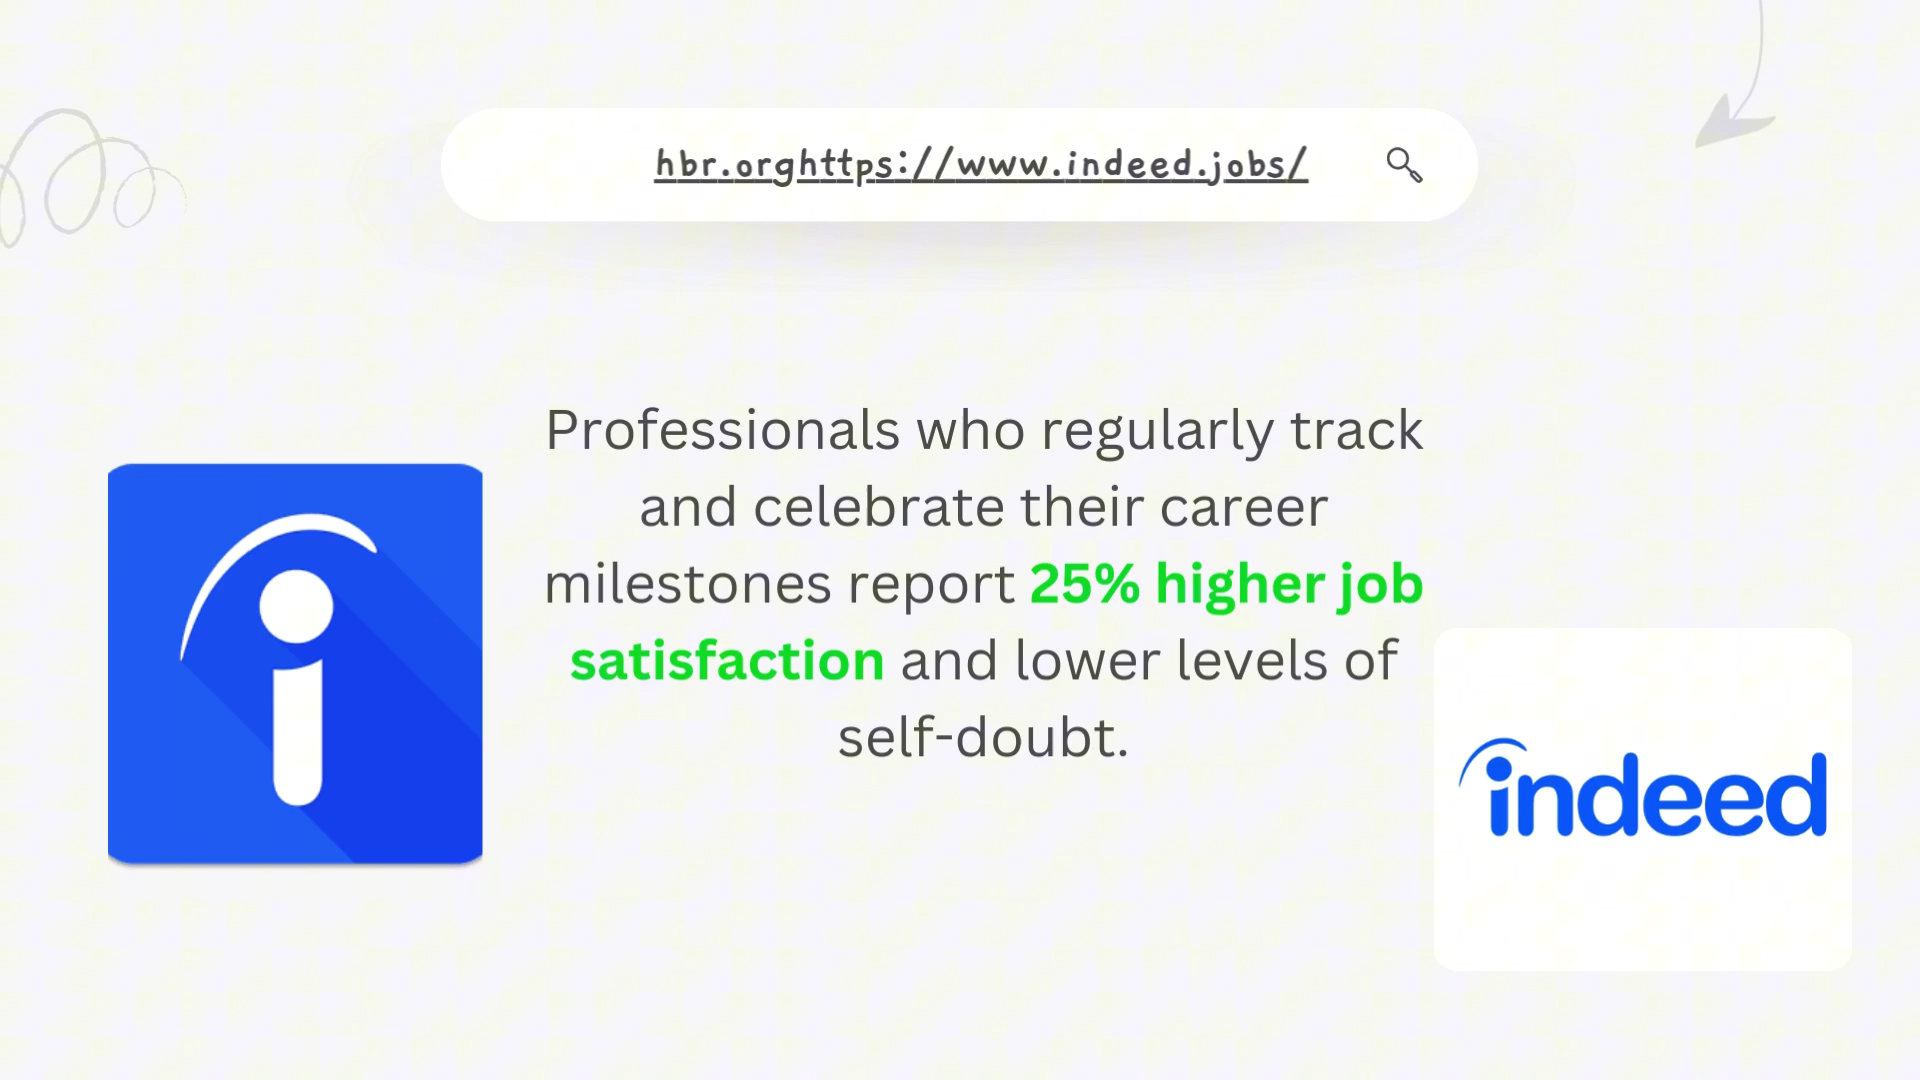 hbr.orghttps://www.indeed.jobs/
Professionals who regularly track
and celebrate their career
milestones report 25% higher job
satisfaction and lower levels of
self-doubt.
i
indeed